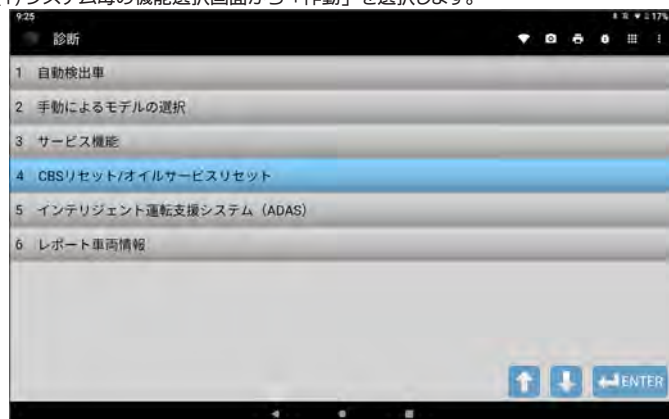 (1)システム毎の機能選択画面から「作動」を選択します。
9:25
17%
診断
1 自動検出車
2 手動によるモデルの選択
3 サービス機能
4 CBSリセット/オイルサービスリセット
5 インテリジェント運転支援システム (ADAS)
6 レポート車両情報
ENTER